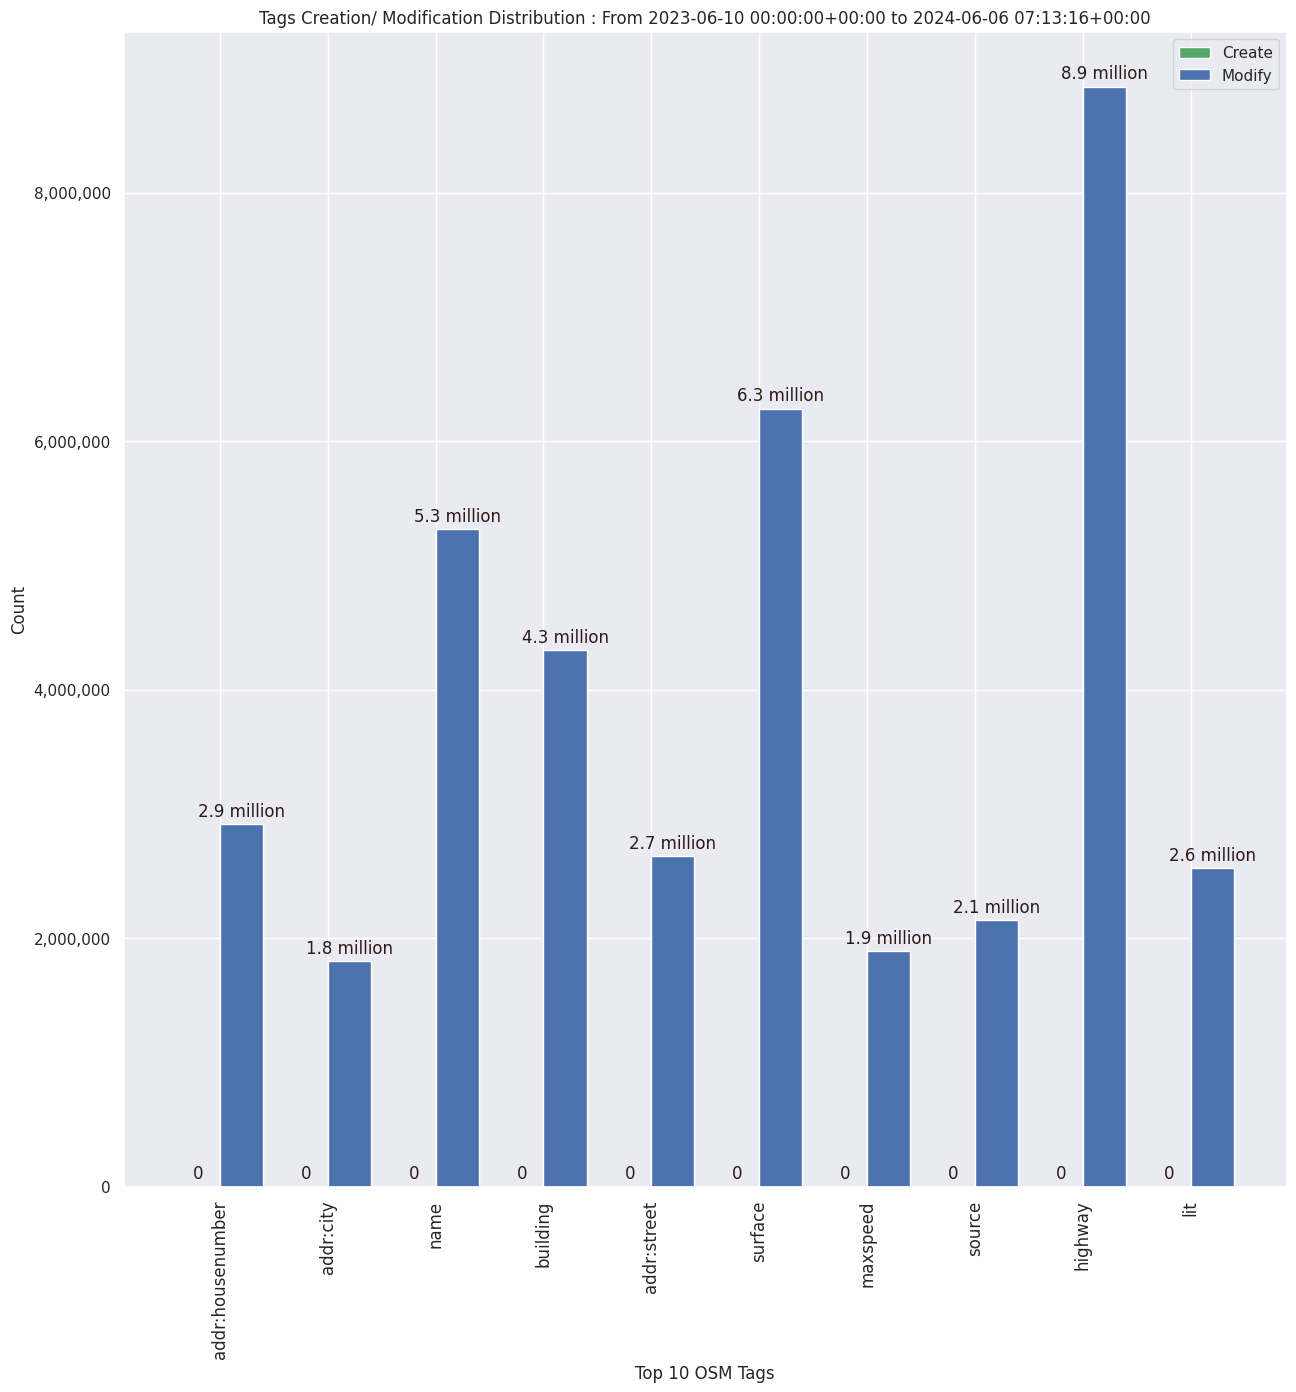 Tags Creation/ Modification Distribution : From 2023-06-10 00:00:00+00:00 to 2024-06-06 07:13:16+00:00
Create
Modify
8.9 million
8,000,000
6.3 million
6,000,000
5.3 million
4.3 million
Count
4,000,000
2.9 million
2.7 million
2.6 million
2.1 million
2,000,000
1.9 million
1.8 million
0 0 0 0 0 0 0 0 0 0
0
addr:housenumber
addr:city
name
building
addr:street
surface
maxspeed
source
highway
lit
Top 10 OSM Tags